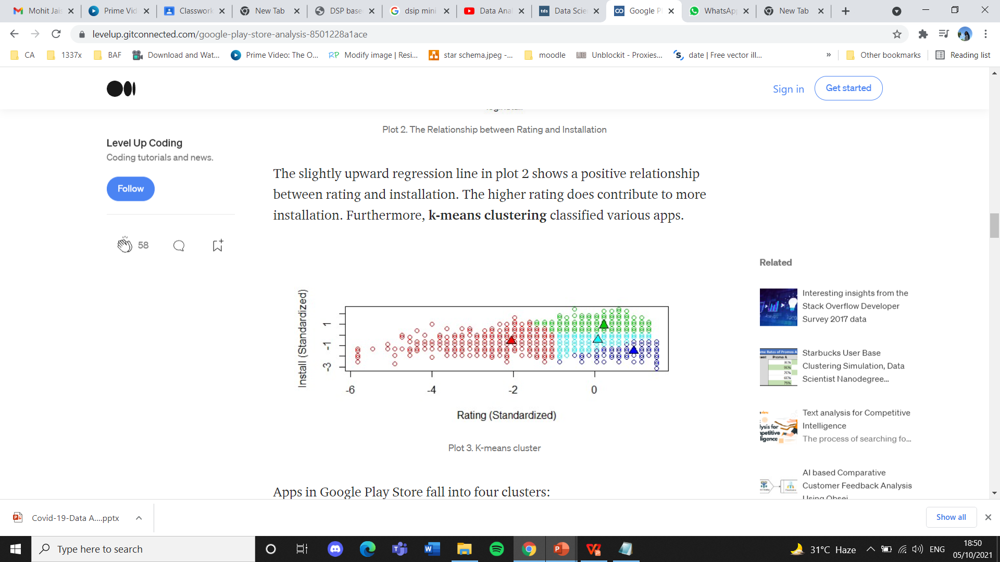 Mohit Jais
Prime Vid
Classwork
New Tab
DSP base
dsip mini
Data Anal
tds Data Scie
Google Pl
WhatsApp
New Tab
levelup.gitconnected.com/google-play-store-analysis-8501228a1ace
CA
1337x
BAF
Download and Wat...
Prime Video: The O...
RP Modify image | Resi...
star schema.jpeg -...
moodle
UB Unblockit - Proxies...
date | Free vector ill...
»
Other bookmarks
Reading list
Sign in
Get started
Plot 2. The Relationship between Rating and Installation
Level Up Coding
Coding tutorials and news.
Follow
58
The slightly upward regression line in plot 2 shows a positive relationship
between rating and installation. The higher rating does contribute to more
installation. Furthermore, k-means clustering classified various apps.
Install (Standardized)
1
-1
-3
-6
-4
-2
0
Rating (Standardized)
Plot 3. K-means cluster
Apps in Google Play Store fall into four clusters:
Related
Interesting insights from the
Stack Overflow Developer
Survey 2017 data
Starbucks User Base
Clustering Simulation, Data
Scientist Nanodegree...
Text analysis for Competitive
Intelligence
The process of searching fo...
AI based Comparative
Customer Feedback Analysis
Using Obsei
Covid-19-Data A....pptx
Show all
Type here to search
31°C Haze
ENG
18:50
05/10/2021